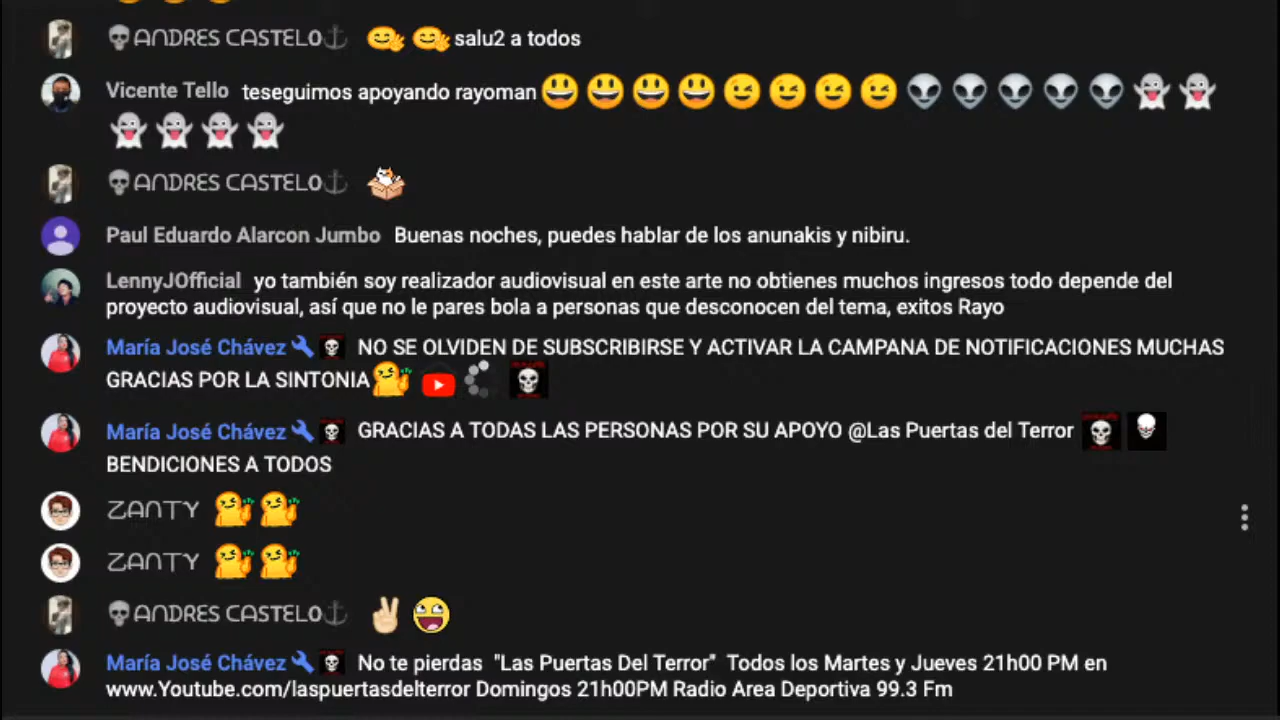 💀ANDRES CASTELO⚓ salu2 a todos
Vicente Tello teseguimos apoyando rayoman😃😃😃😃😉😉😉😉👽👽👽👽👽👻👻
👻👻👻👻
💀ANDRES CASTELO⚓
Paul Eduardo Alarcon Jumbo Buenas noches, puedes hablar de los anunakis y nibiru.
LennyJOfficial yo también soy realizador audiovisual en este arte no obtienes muchos ingresos todo depende del
proyecto audiovisual, así que no le pares bola a personas que desconocen del tema, exitos Rayo
María José Chávez NO SE OLVIDEN DE SUBSCRIBIRSE Y ACTIVAR LA CAMPANA DE NOTIFICACIONES MUCHAS
GRACIAS POR LA SINTONIA
María José Chávez GRACIAS A TODAS LAS PERSONAS POR SU APOYO @Las Puertas del Terror
BENDICIONES A TODOS
ZANTY
ZANTY
💀ANDRES CASTELO⚓ ✌🏻
María José Chávez No te pierdas "Las Puertas Del Terror" Todos los Martes y Jueves 21h00 PM en
www.Youtube.com/laspuertasdelterror Domingos 21h00PM Radio Area Deportiva 99.3 Fm